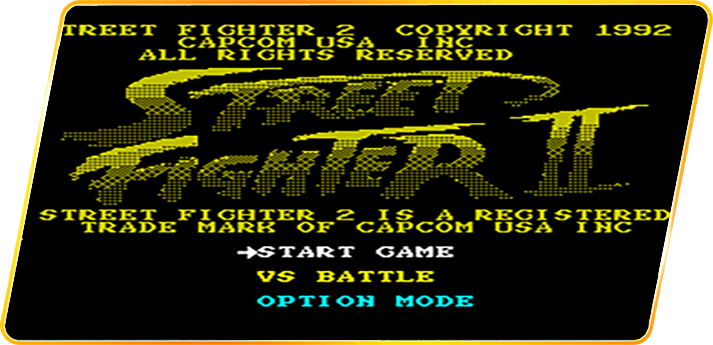 TREET FIGHTER 2 COPYRIGHT 1992
CAPCOM USA INC
ALL RIGHTS RESERVED
STREET
FIGHTER II
STREET FIGHTER 2 IS A REGISTERED
TRADE MARK OF CAPCOM USA INC
START GAME
VS BATTLE
OPTION MODE